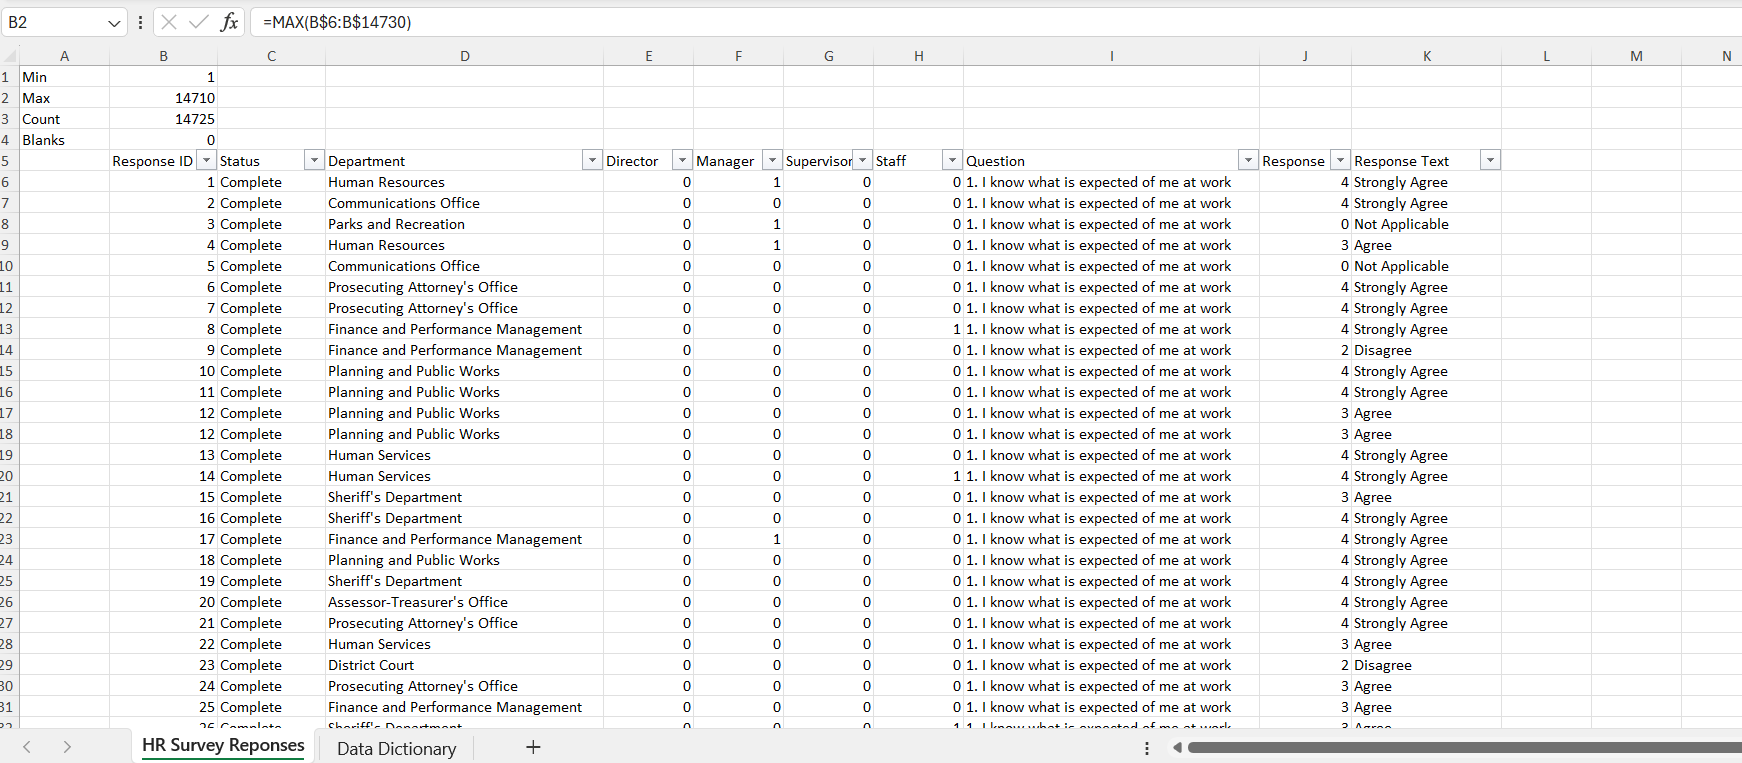 B2 fx =MAX(B$6:B$14730)
A B C D E F G H I J K L M N
1 Min 1
2 Max 14710
3 Count 14725
4 Blanks 0
5 Response ID Status Department Director Manager Supervisor Staff Question Response Response Text
6 1 Complete Human Resources 0 1 0 0 1. I know what is expected of me at work 4 Strongly Agree
7 2 Complete Communications Office 0 0 0 0 1. I know what is expected of me at work 4 Strongly Agree
8 3 Complete Parks and Recreation 0 1 0 0 1. I know what is expected of me at work 0 Not Applicable
9 4 Complete Human Resources 0 1 0 0 1. I know what is expected of me at work 3 Agree
10 5 Complete Communications Office 0 0 0 0 1. I know what is expected of me at work 0 Not Applicable
11 6 Complete Prosecuting Attorney's Office 0 0 0 0 1. I know what is expected of me at work 4 Strongly Agree
12 7 Complete Prosecuting Attorney's Office 0 0 0 0 1. I know what is expected of me at work 4 Strongly Agree
13 8 Complete Finance and Performance Management 0 0 0 1 1. I know what is expected of me at work 4 Strongly Agree
14 9 Complete Finance and Performance Management 0 0 0 0 1. I know what is expected of me at work 2 Disagree
15 10 Complete Planning and Public Works 0 0 0 0 1. I know what is expected of me at work 4 Strongly Agree
16 11 Complete Planning and Public Works 0 0 0 0 1. I know what is expected of me at work 4 Strongly Agree
17 12 Complete Planning and Public Works 0 0 0 0 1. I know what is expected of me at work 3 Agree
18 12 Complete Planning and Public Works 0 0 0 0 1. I know what is expected of me at work 3 Agree
19 13 Complete Human Services 0 0 0 0 1. I know what is expected of me at work 4 Strongly Agree
20 14 Complete Human Services 0 0 0 1 1. I know what is expected of me at work 4 Strongly Agree
21 15 Complete Sheriff's Department 0 0 0 0 1. I know what is expected of me at work 3 Agree
22 16 Complete Sheriff's Department 0 0 0 0 1. I know what is expected of me at work 4 Strongly Agree
23 17 Complete Finance and Performance Management 0 1 0 0 1. I know what is expected of me at work 4 Strongly Agree
24 18 Complete Planning and Public Works 0 0 0 0 1. I know what is expected of me at work 4 Strongly Agree
25 19 Complete Sheriff's Department 0 0 0 0 1. I know what is expected of me at work 4 Strongly Agree
26 20 Complete Assessor-Treasurer's Office 0 0 0 0 1. I know what is expected of me at work 4 Strongly Agree
27 21 Complete Prosecuting Attorney's Office 0 0 0 0 1. I know what is expected of me at work 4 Strongly Agree
28 22 Complete Human Services 0 0 0 0 1. I know what is expected of me at work 3 Agree
29 23 Complete District Court 0 0 0 0 1. I know what is expected of me at work 2 Disagree
30 24 Complete Prosecuting Attorney's Office 0 0 0 0 1. I know what is expected of me at work 3 Agree
31 25 Complete Finance and Performance Management 0 0 0 0 1. I know what is expected of me at work 3 Agree
32 26 Complete Sheriff's Department 0 0 0 1 1. I know what is expected of me at work 3 Agree
HR Survey Reponses Data Dictionary